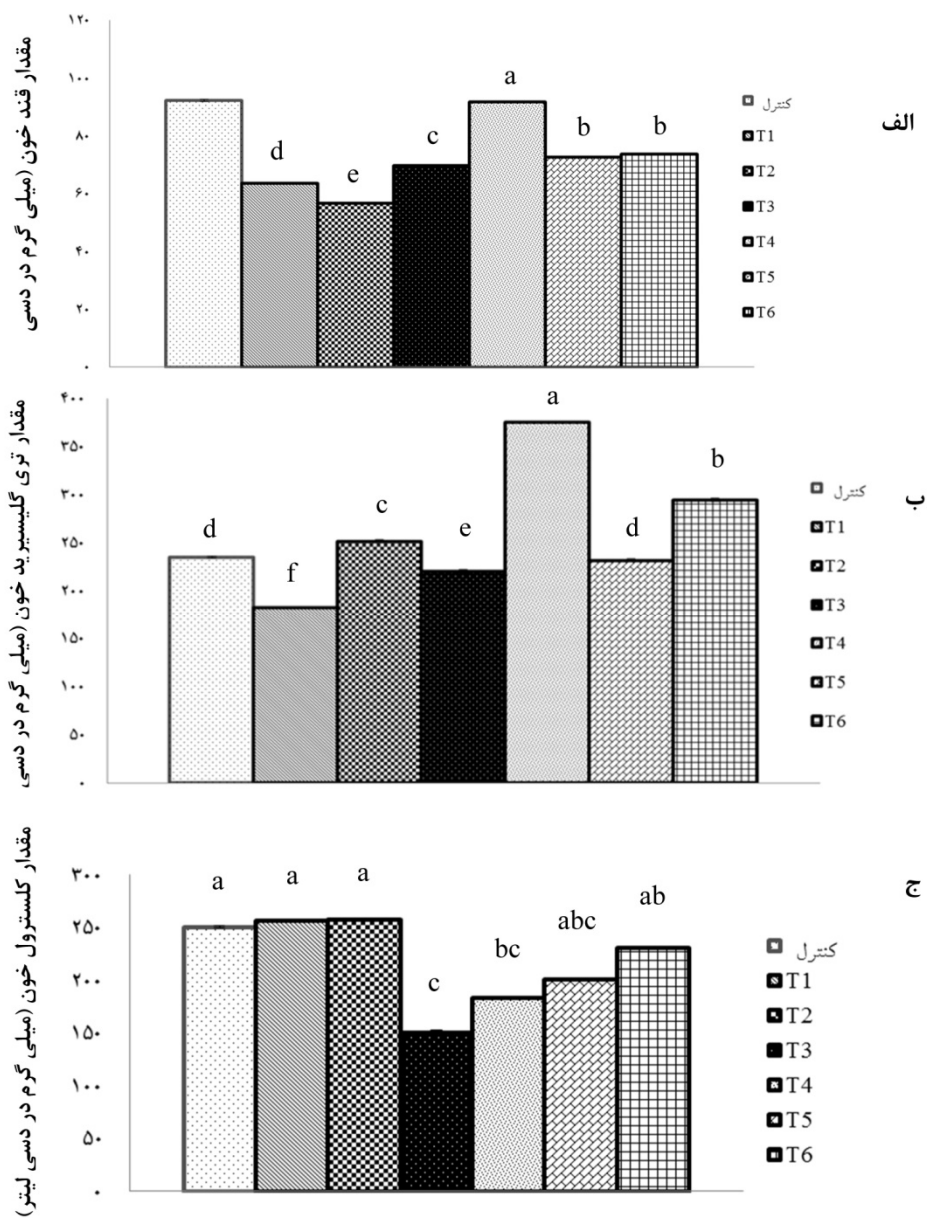 الف
مقدار قند خون (میلی گرم در دسی
۱۲۰
۱۰۰
۸۰
۶۰
۴۰
۲۰
۰
d
e
c
a
b
b
کنترل
T1
T2
T3
T4
T5
T6
ب
مقدار تری گلیسیرید خون (میلی گرم در دسی
۴۰۰
۳۵۰
۳۰۰
۲۵۰
۲۰۰
۱۵۰
۱۰۰
۵۰
۰
d
f
c
e
a
d
b
کنترل
T1
T2
T3
T4
T5
T6
ج
مقدار کلسترول خون (میلی گرم در دسی لیتر)
۳۰۰
۲۵۰
۲۰۰
۱۵۰
۱۰۰
۵۰
۰
a
a
a
c
bc
abc
ab
کنترل
T1
T2
T3
T4
T5
T6